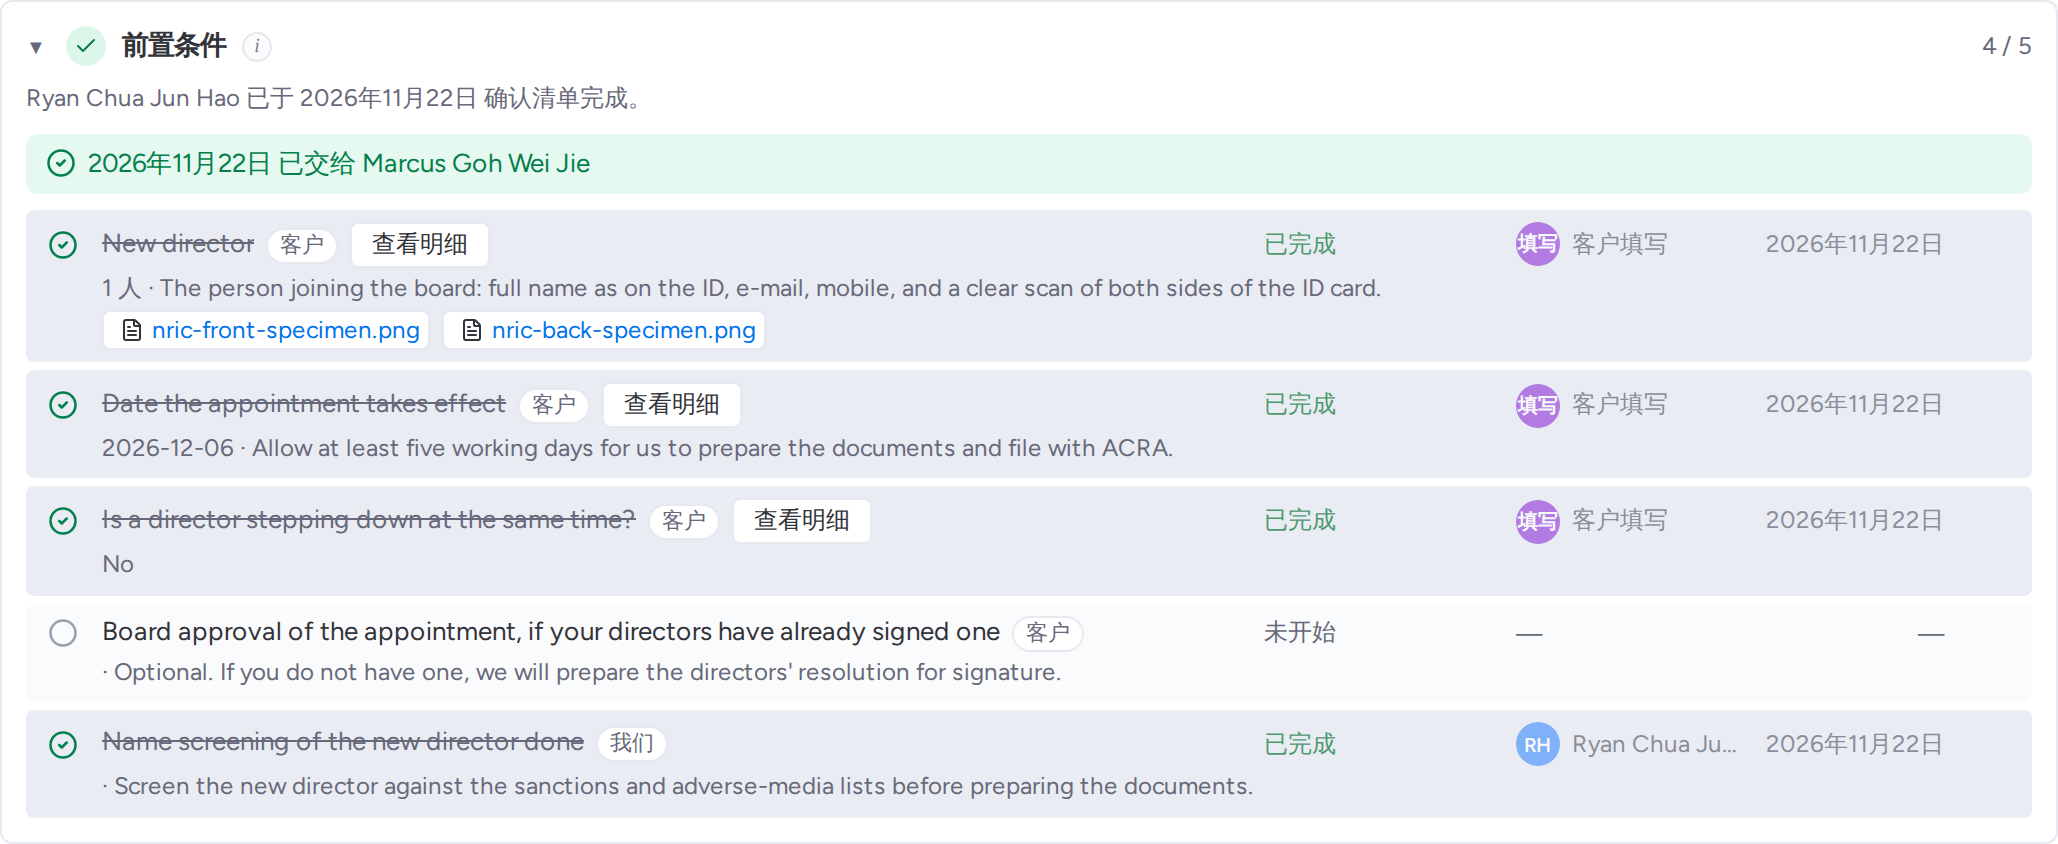 ▼ 前置条件 i 4 / 5
Ryan Chua Jun Hao 已于 2026年11月22日 确认清单完成。
2026年11月22日 已交给 Marcus Goh Wei Jie
New director 客户 查看明细 已完成 填写 客户填写 2026年11月22日
1 人 · The person joining the board: full name as on the ID, e-mail, mobile, and a clear scan of both sides of the ID card.
nric-front-specimen.png nric-back-specimen.png
Date the appointment takes effect 客户 查看明细 已完成 填写 客户填写 2026年11月22日
2026-12-06 · Allow at least five working days for us to prepare the documents and file with ACRA.
Is a director stepping down at the same time? 客户 查看明细 已完成 填写 客户填写 2026年11月22日
No
Board approval of the appointment, if your directors have already signed one 客户 未开始 — —
· Optional. If you do not have one, we will prepare the directors' resolution for signature.
Name screening of the new director done 我们 已完成 RH Ryan Chua Ju... 2026年11月22日
· Screen the new director against the sanctions and adverse-media lists before preparing the documents.